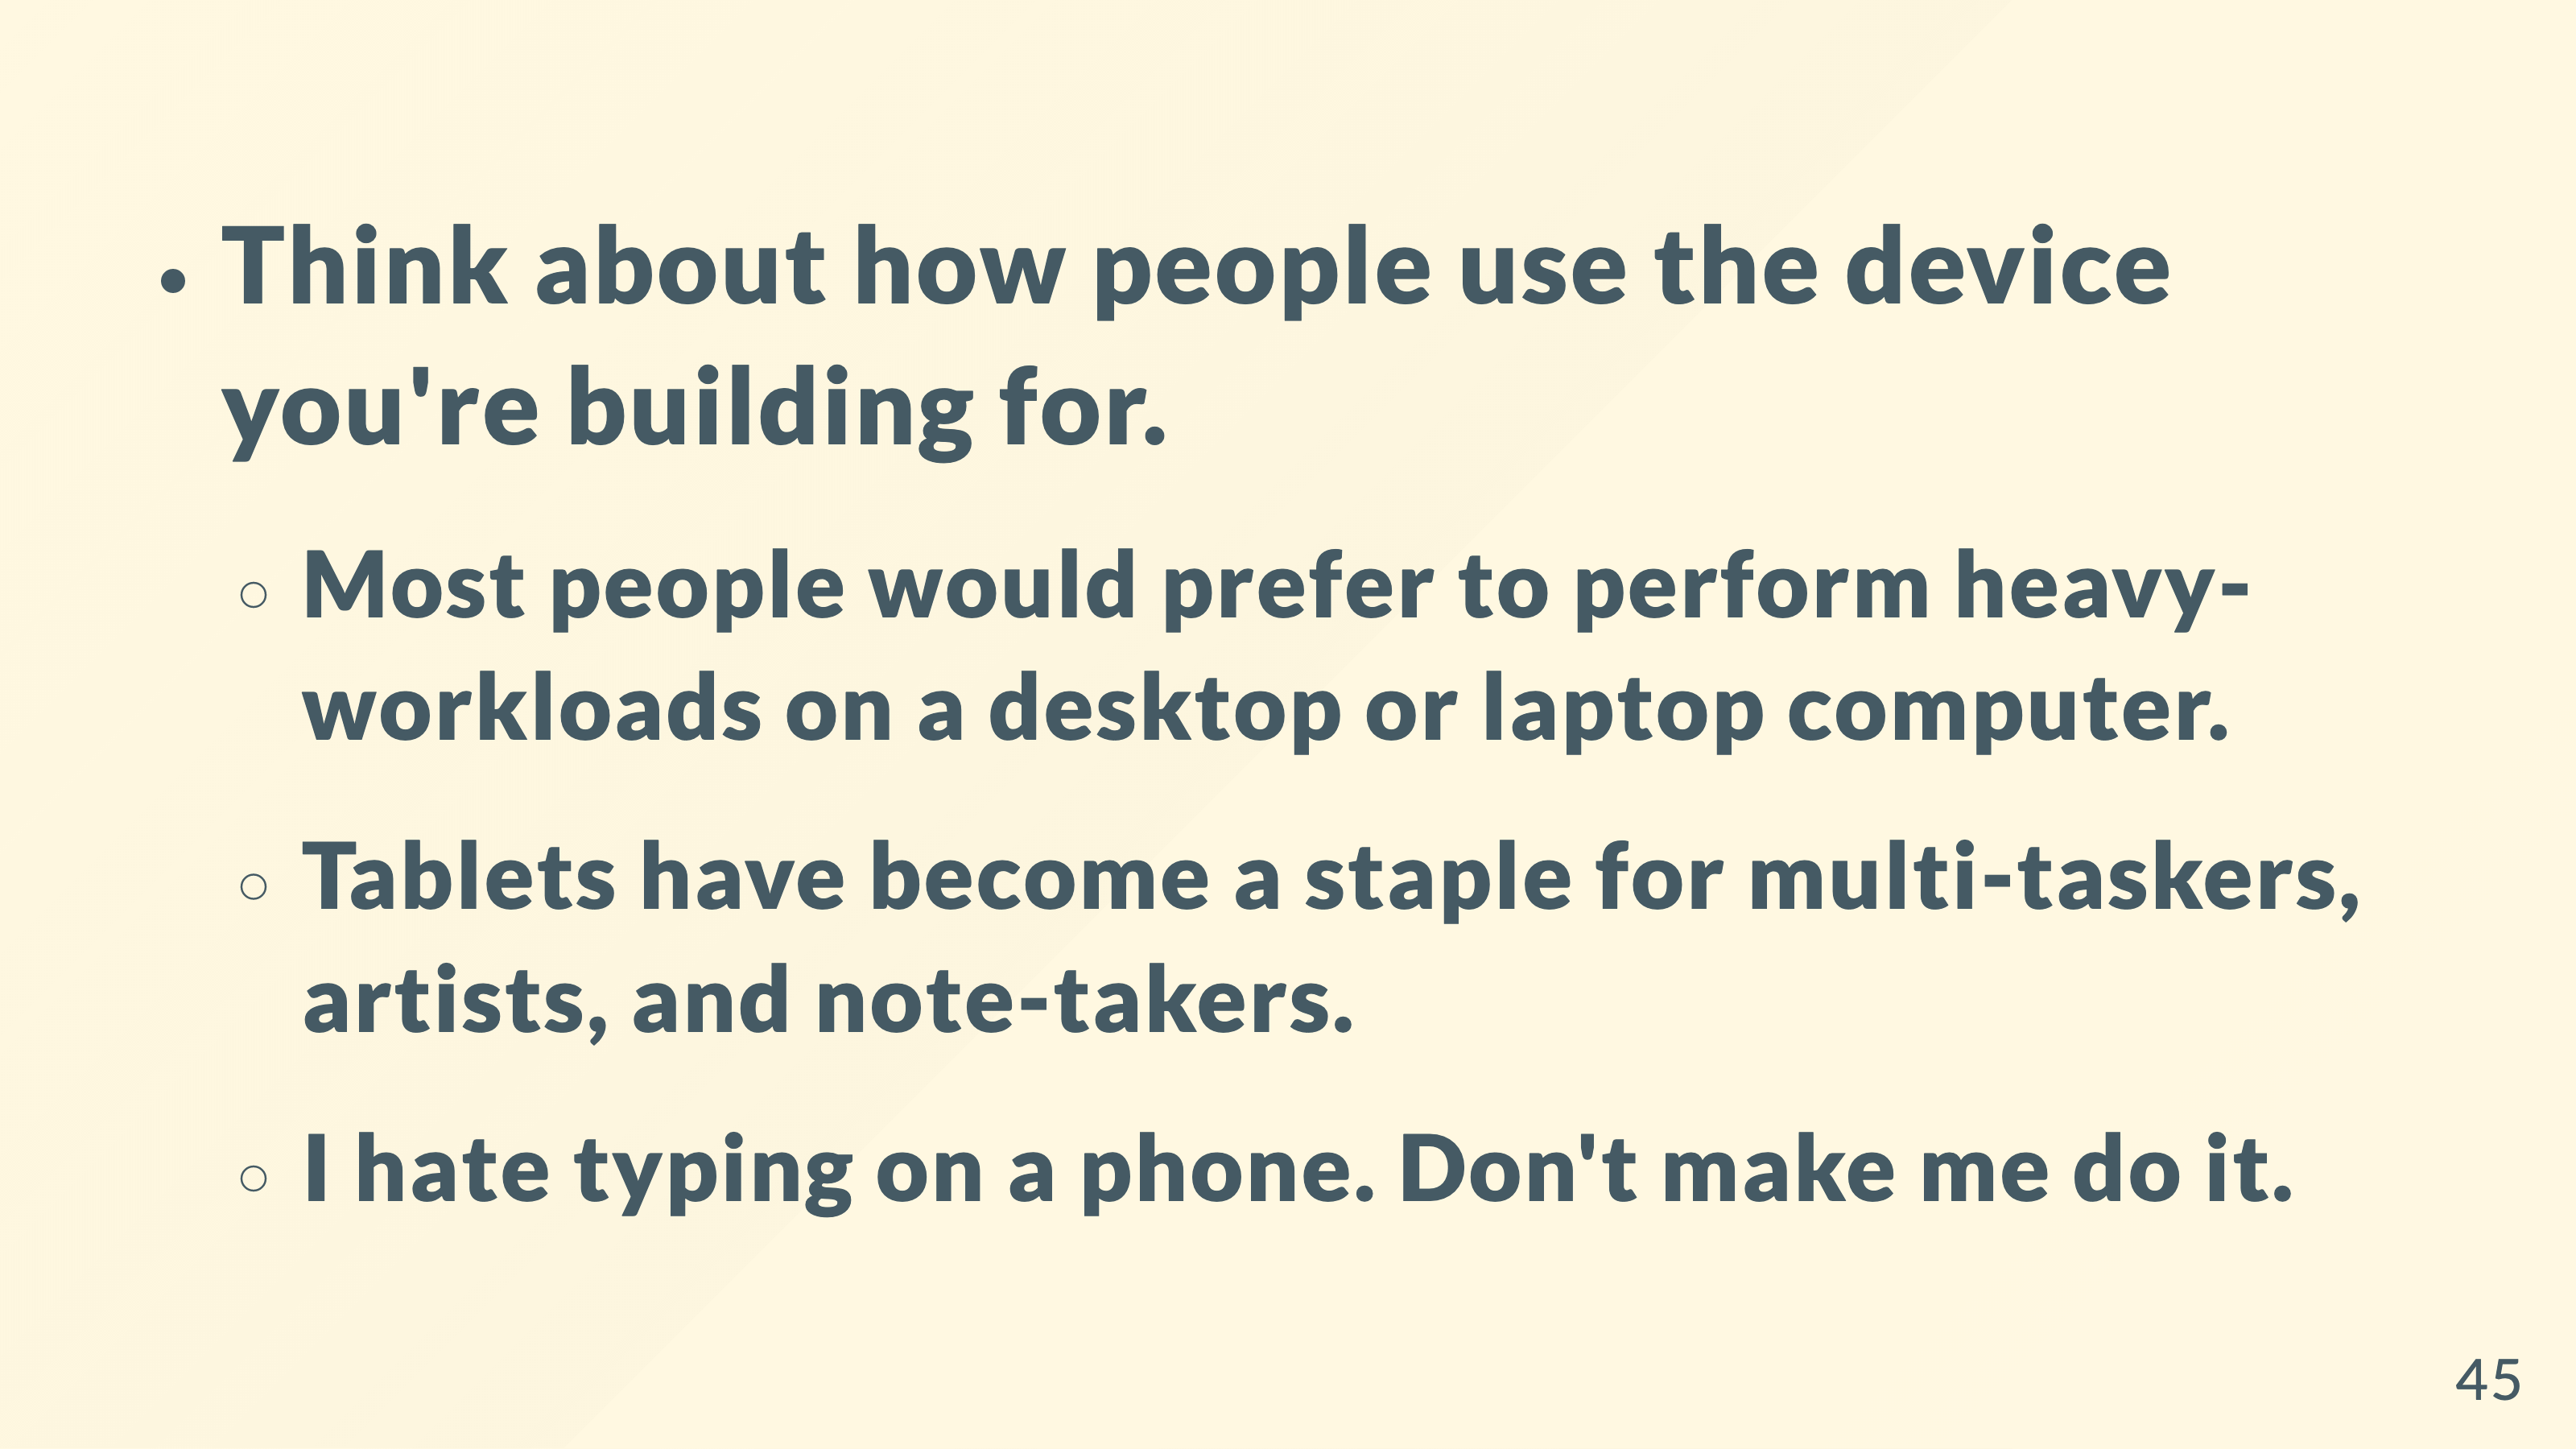 • Think about how people use the device
you're building for.
○ Most people would prefer to perform heavy-
workloads on a desktop or laptop computer.
○ Tablets have become a staple for multi-taskers,
artists, and note-takers.
○ I hate typing on a phone. Don't make me do it.
45